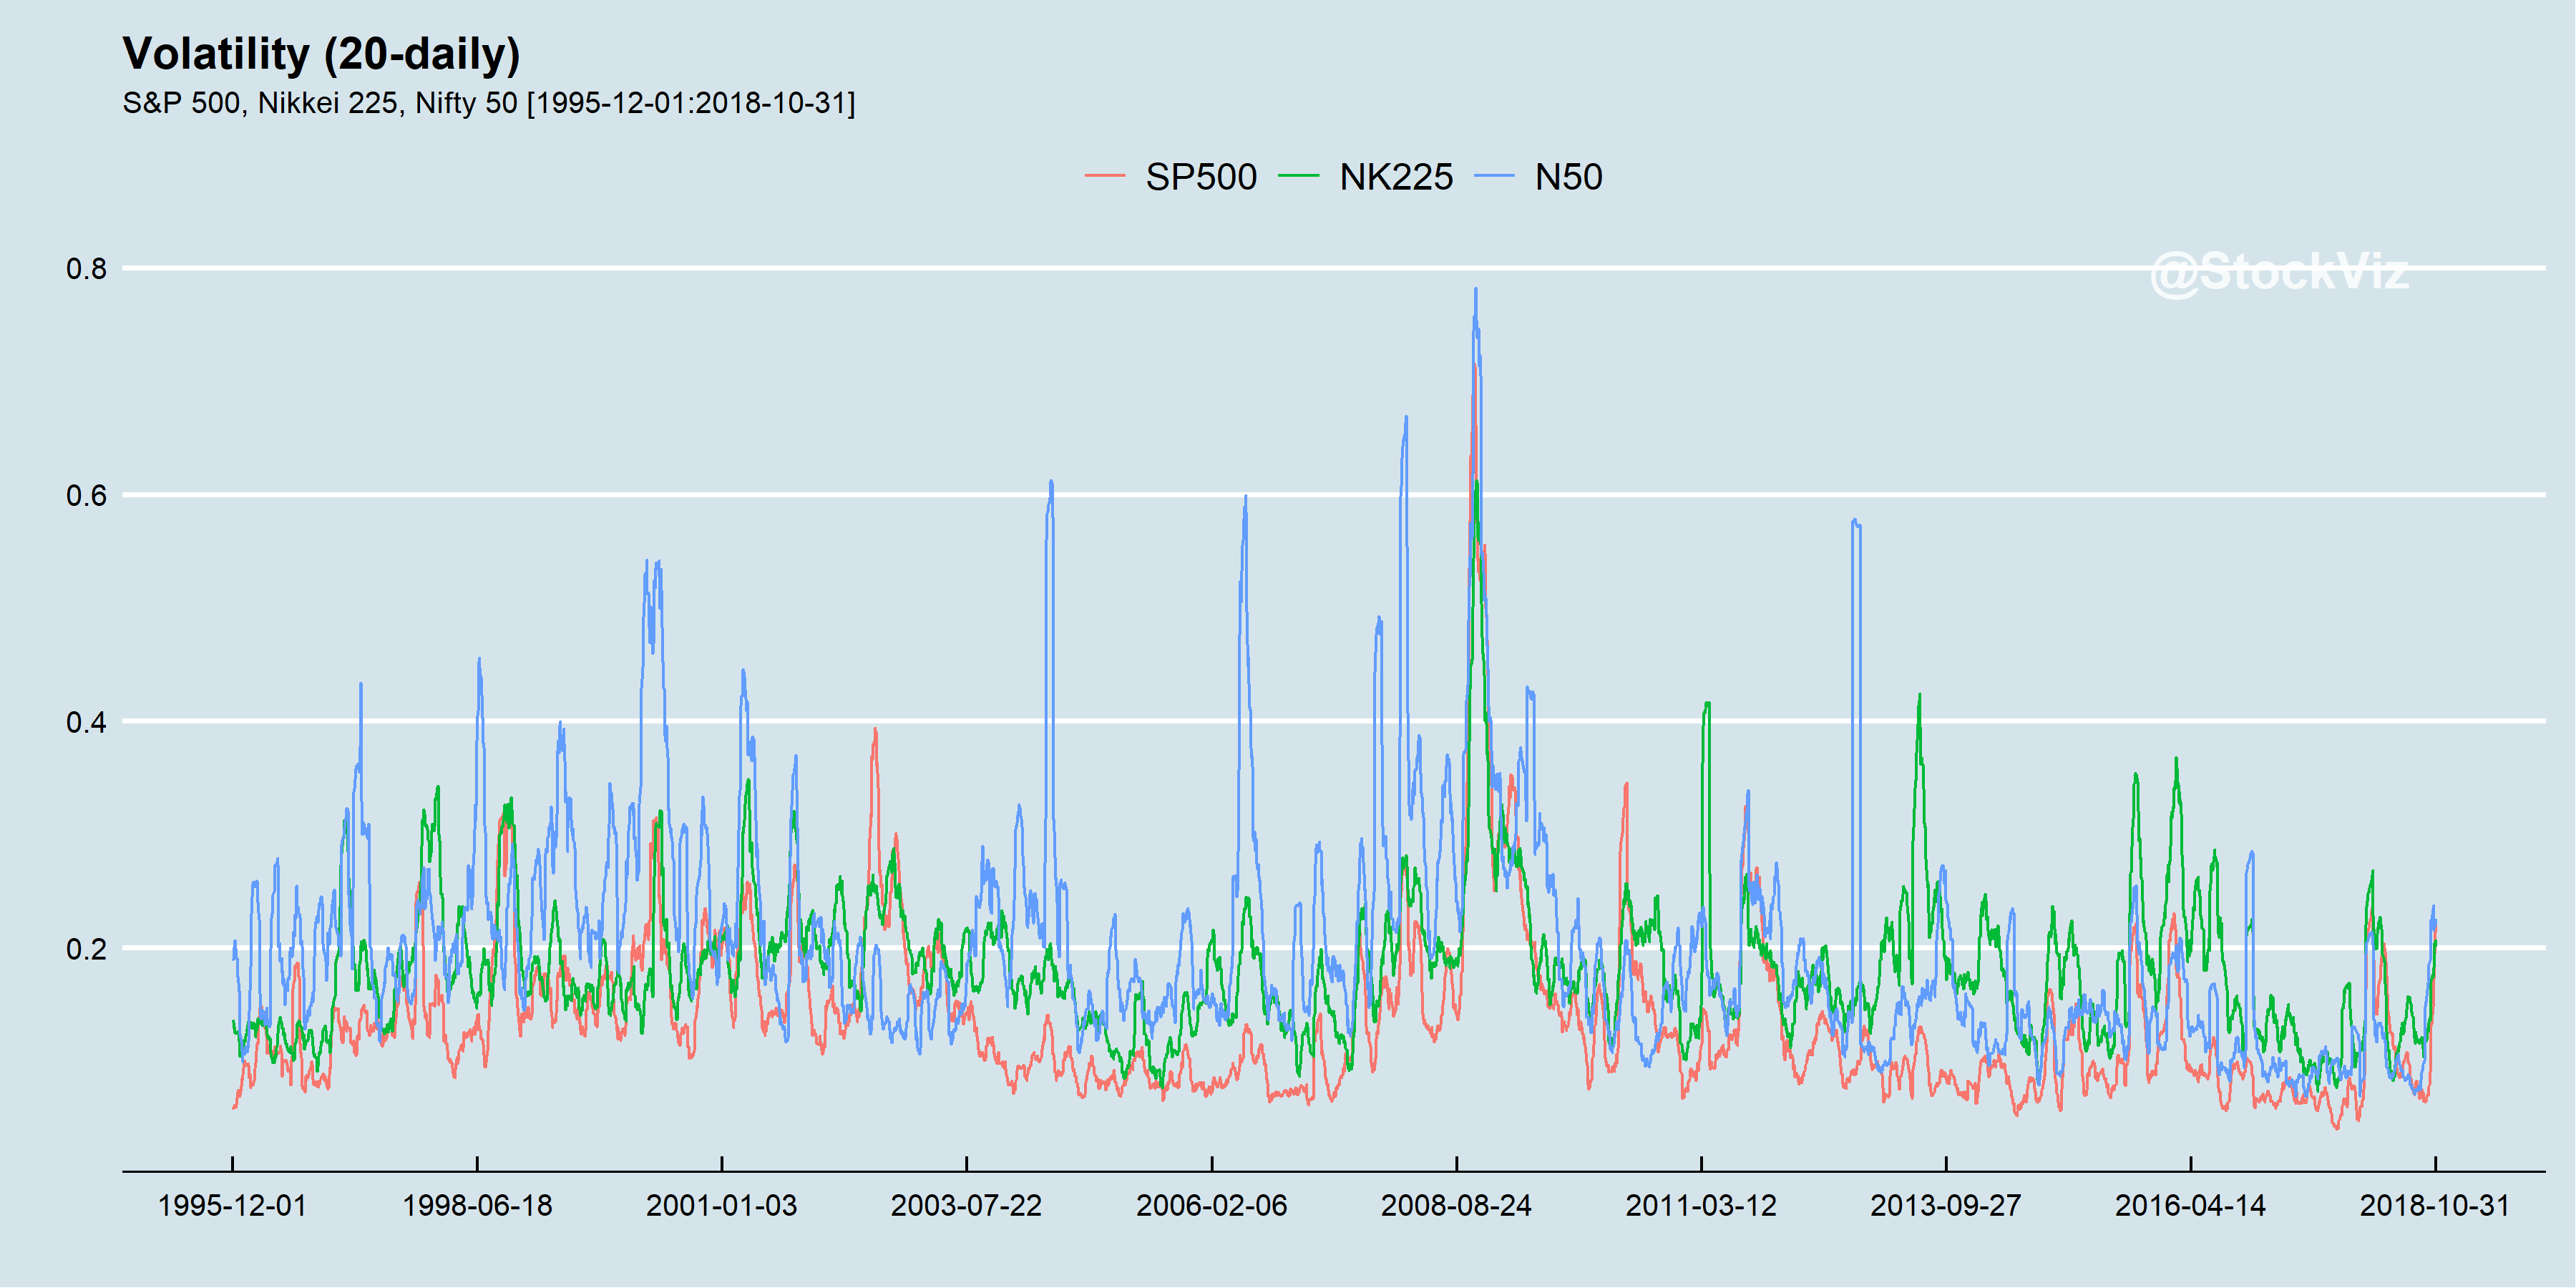 Volatility (20-daily)
S&P 500, Nikkei 225, Nifty 50 [1995-12-01:2018-10-31]
SP500 NK225 N50
@StockViz
0.8
0.6
0.4
0.2
1995-12-01 1998-06-18 2001-01-03 2003-07-22 2006-02-06 2008-08-24 2011-03-12 2013-09-27 2016-04-14 2018-10-31